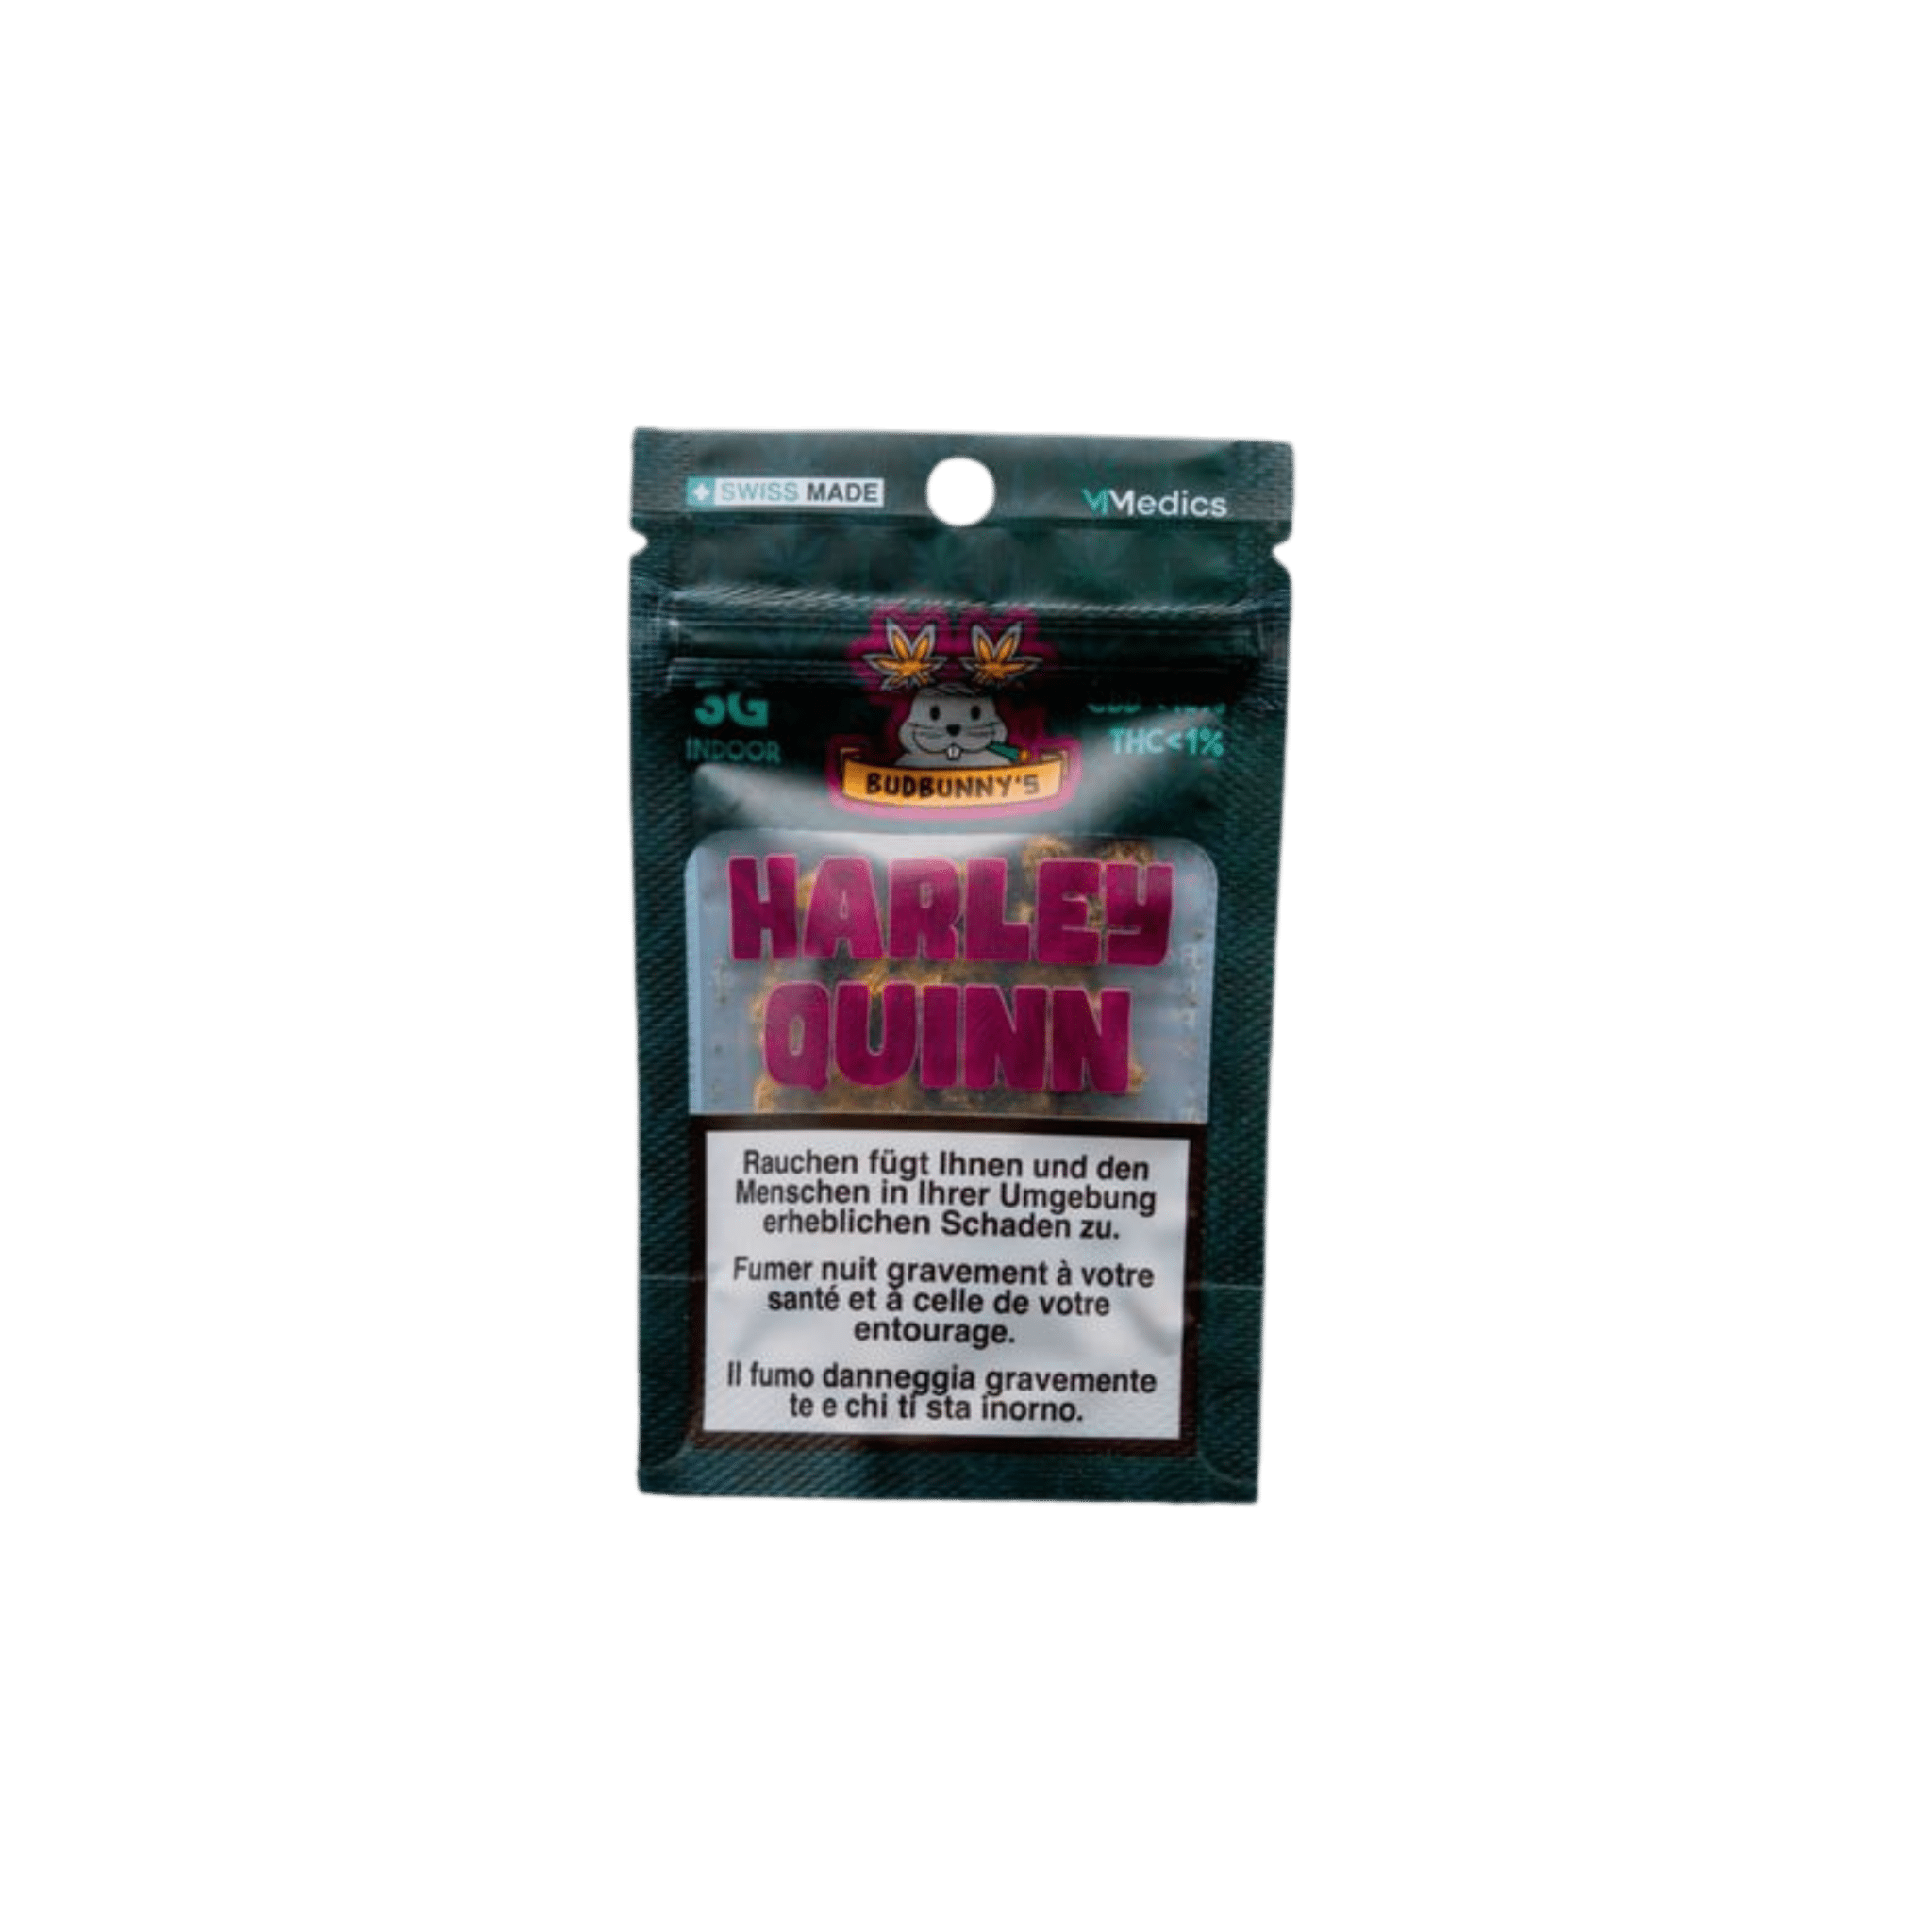 SWISS MADE
Medics
3G
INDOOR
THC<1%
BUDBUNNY'S
HARLEY
QUINN
Rauchen fügt Ihnen und den
Menschen in Ihrer Umgebung
erheblichen Schaden zu.
Fumer nuit gravement à votre
santé et à celle de votre
entourage.
Il fumo danneggia gravemente
te e chi ti sta inorno.